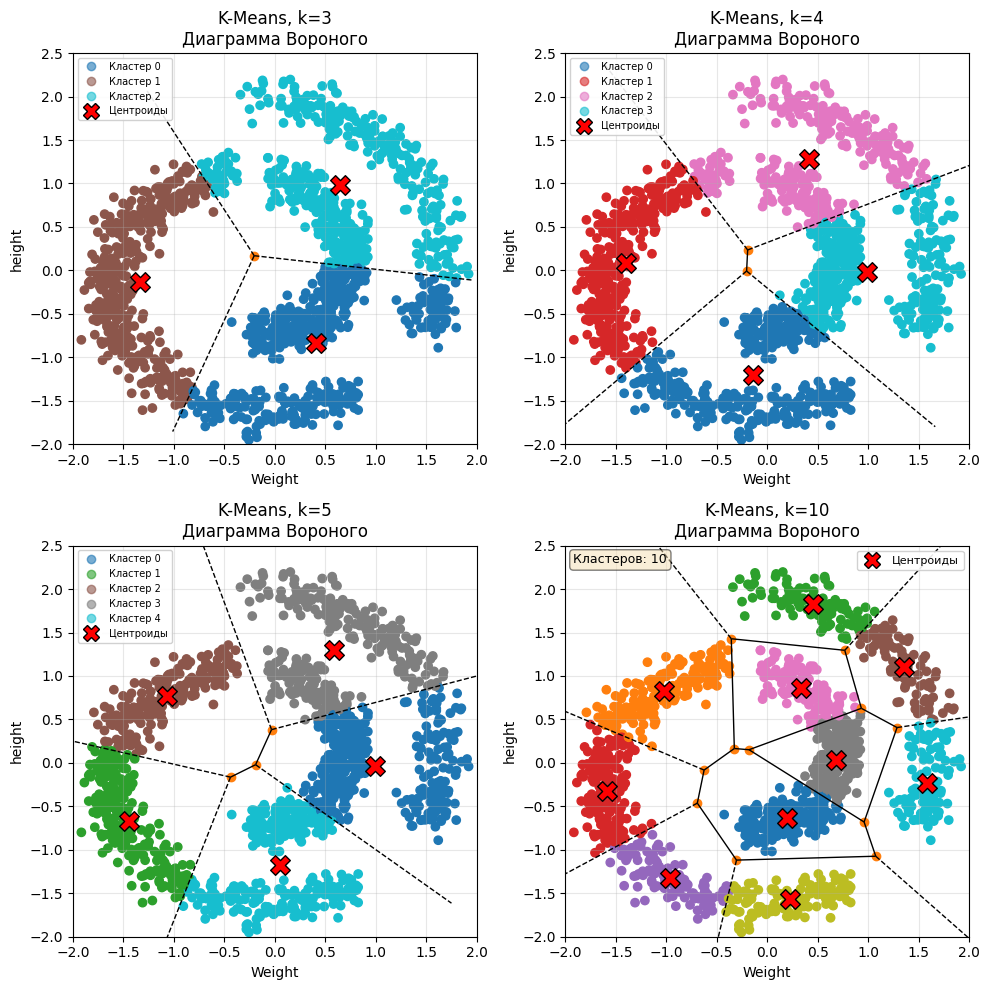 K-Means, k=3
Диаграмма Вороного
Кластер 0
Кластер 1
Кластер 2
Центроиды
2.5
2.0
1.5
1.0
0.5
0.0
−0.5
−1.0
−1.5
−2.0
height
−2.0 −1.5 −1.0 −0.5 0.0 0.5 1.0 1.5 2.0
Weight
K-Means, k=4
Диаграмма Вороного
Кластер 0
Кластер 1
Кластер 2
Кластер 3
Центроиды
2.5
2.0
1.5
1.0
0.5
0.0
−0.5
−1.0
−1.5
−2.0
height
−2.0 −1.5 −1.0 −0.5 0.0 0.5 1.0 1.5 2.0
Weight
K-Means, k=5
Диаграмма Вороного
Кластер 0
Кластер 1
Кластер 2
Кластер 3
Кластер 4
Центроиды
2.5
2.0
1.5
1.0
0.5
0.0
−0.5
−1.0
−1.5
−2.0
height
−2.0 −1.5 −1.0 −0.5 0.0 0.5 1.0 1.5 2.0
Weight
K-Means, k=10
Диаграмма Вороного
Кластеров: 10
Центроиды
2.5
2.0
1.5
1.0
0.5
0.0
−0.5
−1.0
−1.5
−2.0
height
−2.0 −1.5 −1.0 −0.5 0.0 0.5 1.0 1.5 2.0
Weight